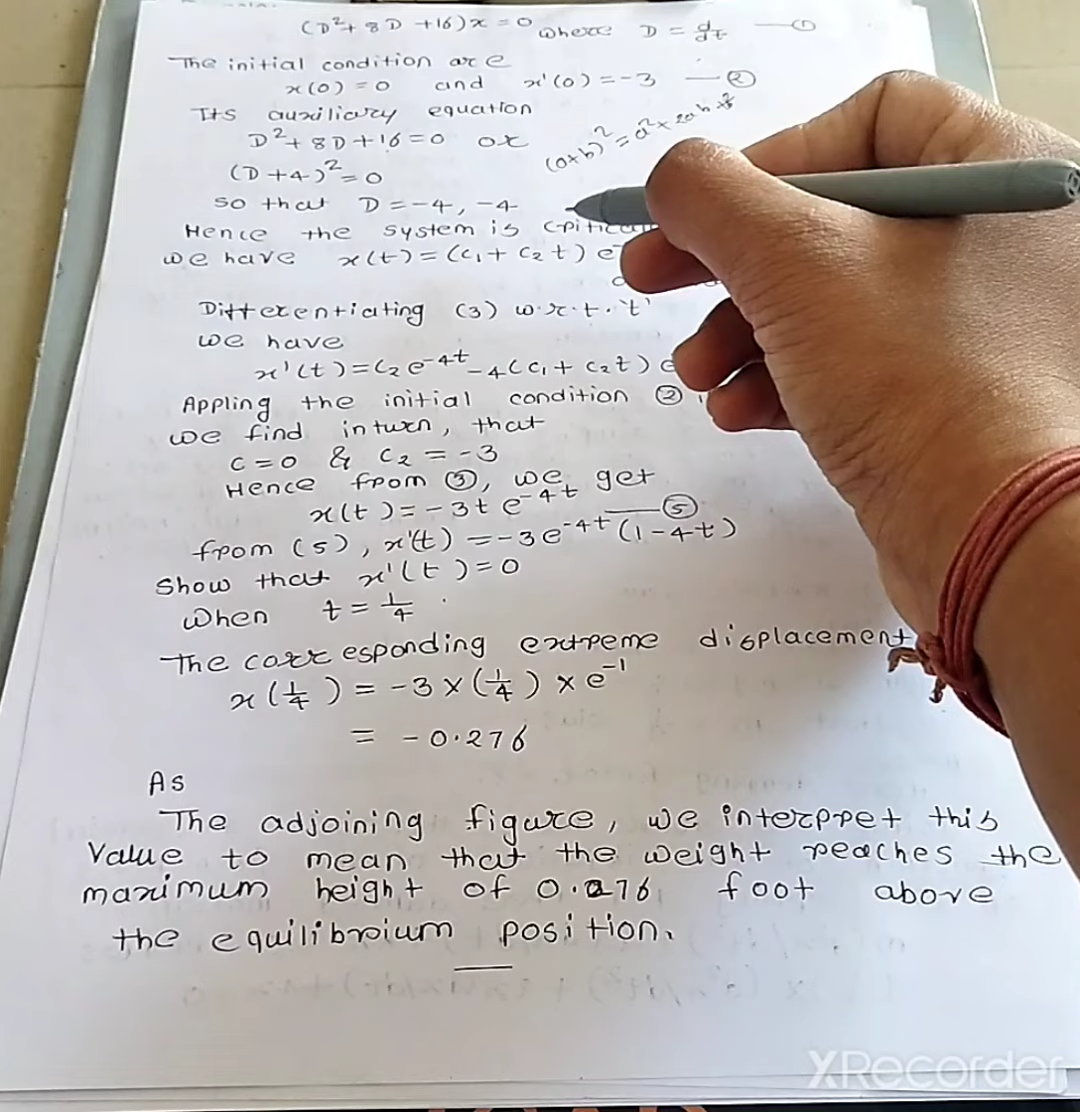 (D²+ 8D +16)x = 0 where D = d/dt —①
The initial condition are
x(0) = 0 and x'(0) = -3 —②
Its auxiliary equation
D²+ 8D+16 = 0 or
(a+b)² = a² × 2ab ×
(D+4)² = 0
so that D = -4, -4
Hence the system is
we have x(t) = (c₁ + c₂ t) e
Differentiating (3) w.r.t. 't'
we have
x'(t) = c₂ e⁻⁴ᵗ - 4(c₁ + c₂t)
Appling the initial condition ②
we find in turn, that
c = 0 & c₂ = -3
Hence from ③, we get
x(t) = -3t e⁻⁴ᵗ —⑤
from (5), x'(t) = -3e⁻⁴ᵗ (1-4t)
Show that x'(t) = 0
When t = 1/4 .
The corresponding extreme displacement
x(1/4) = -3 × (1/4) × e⁻¹
= -0.276
As
The adjoining figure, we interpret this
Value to mean that the weight reaches the
maximum height of 0.276 foot above
the equilibrium position.
XRecorder